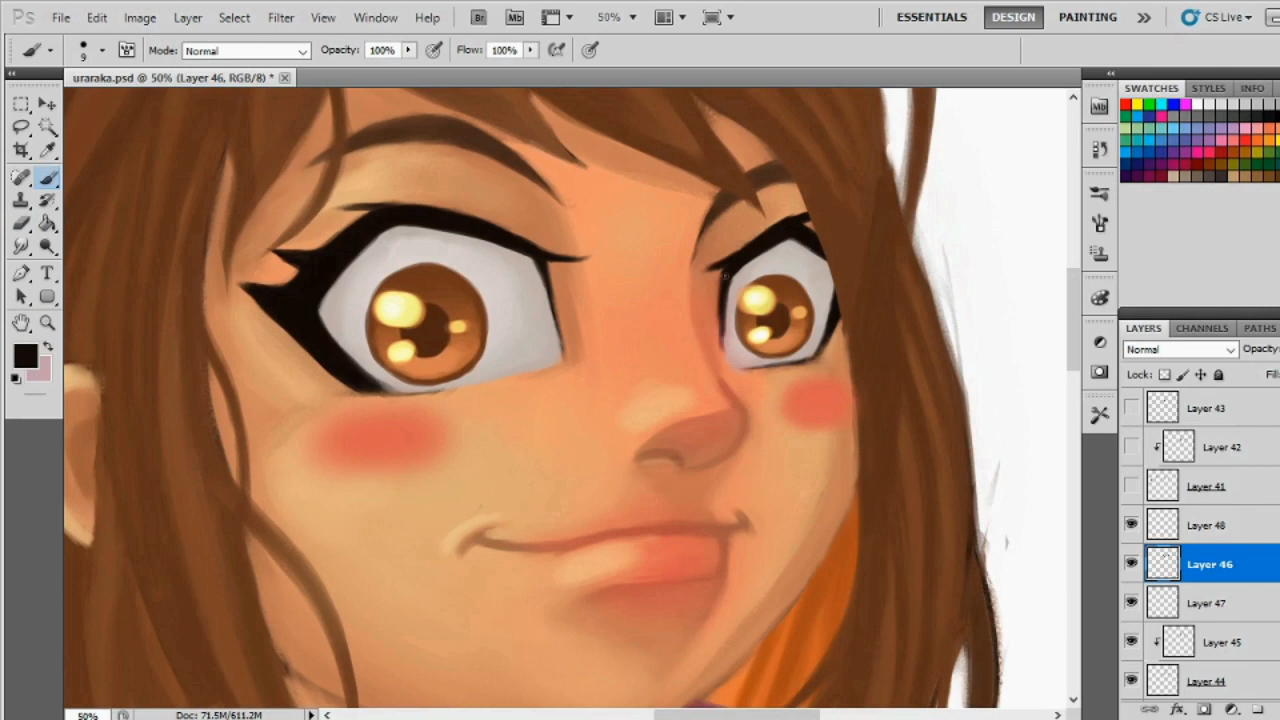 Ps File Edit Image Layer Select Filter View Window Help Br Mb 50% ESSENTIALS DESIGN PAINTING CS Live
9 Mode: Normal Opacity: 100% Flow: 100%
uraraka.psd @ 50% (Layer 46, RGB/8) *
SWATCHES STYLES INFO
Mb
LAYERS CHANNELS PATHS
Normal Opacity:
Lock: Fill:
Layer 43
Layer 42
Layer 41
Layer 48
Layer 46
Layer 47
Layer 45
Layer 44
50% Doc: 71.5M/611.2M